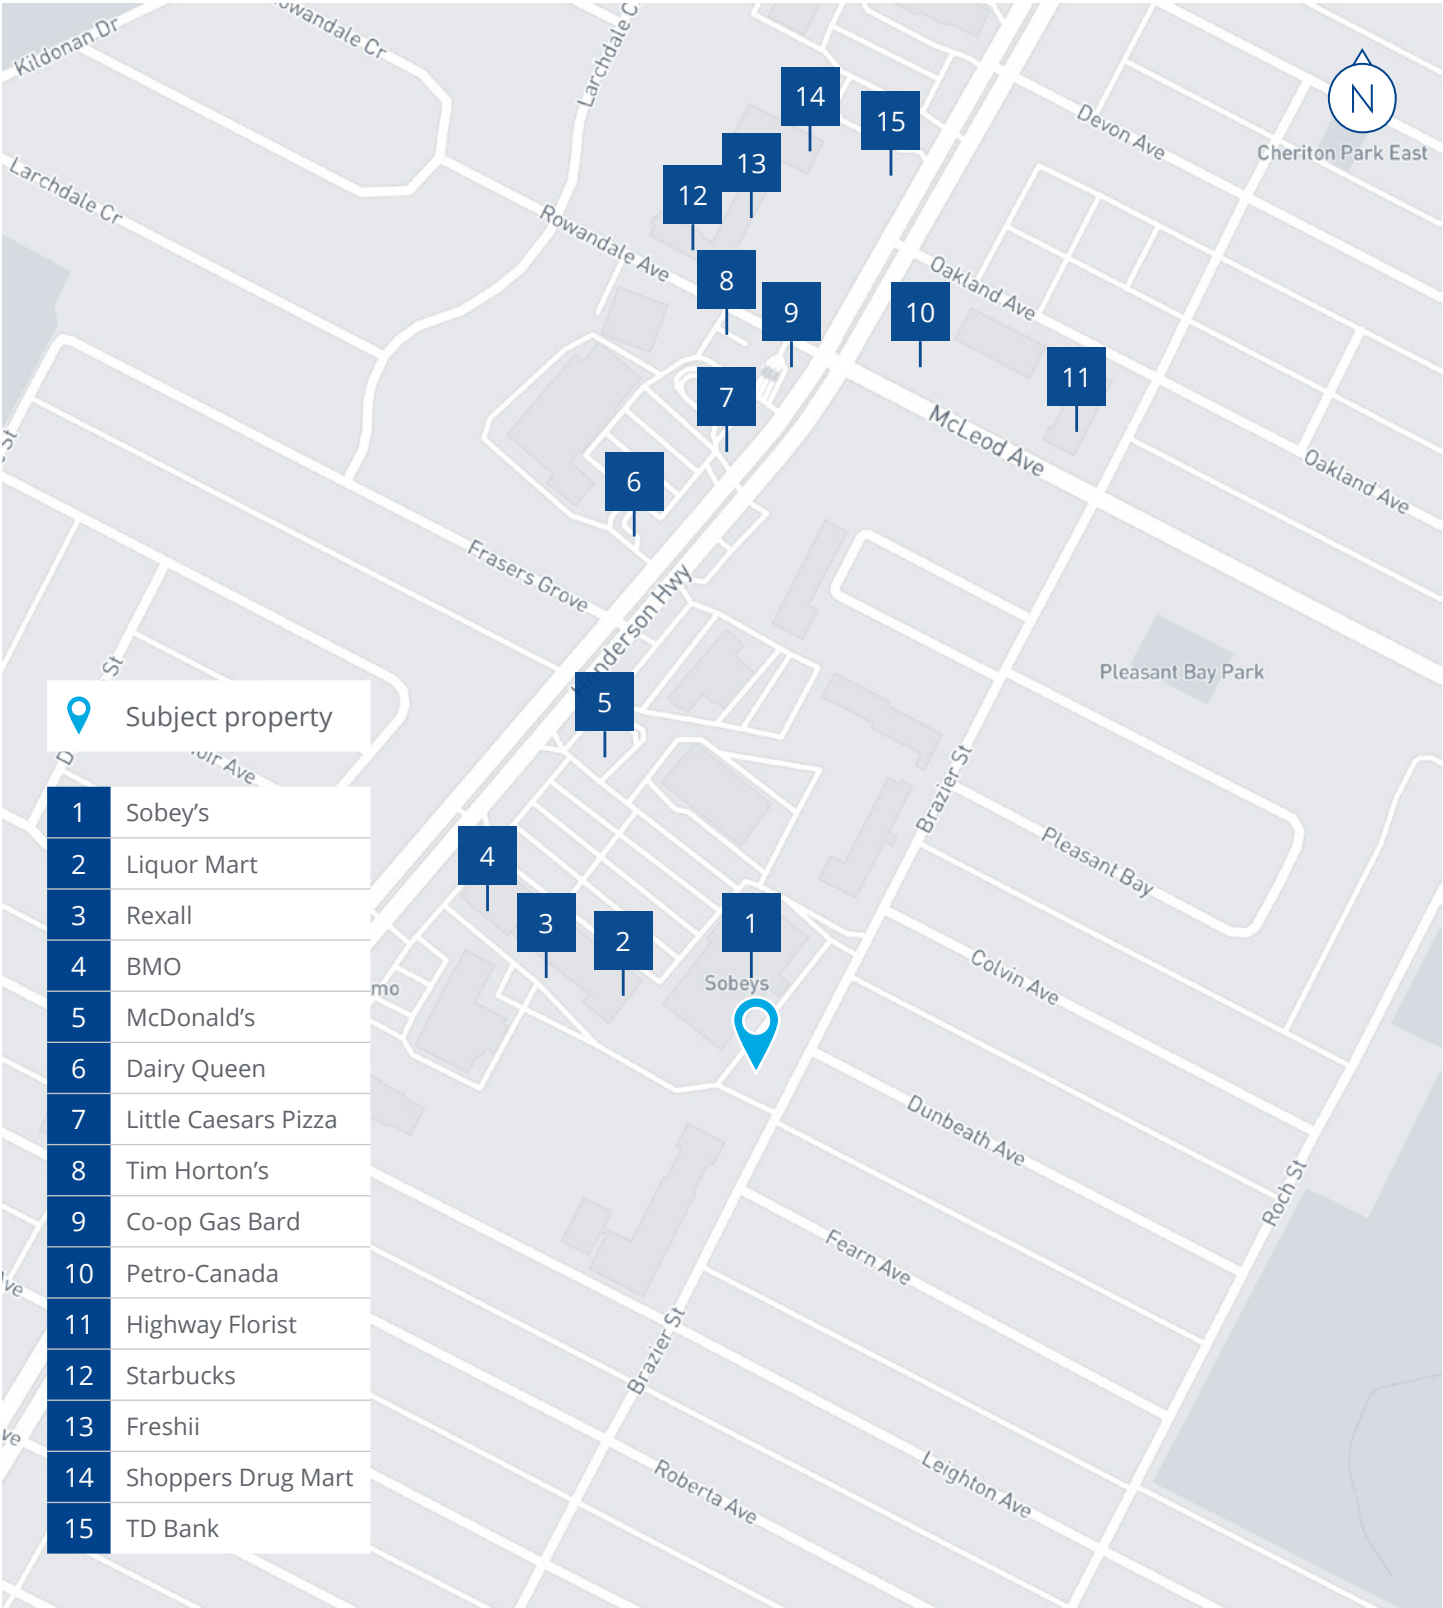 Kildonan Dr
Larchdale
N
Devon Ave
Cheriton Park East
14
15
13
12
Larchdale Cr
Rowandale Ave
8
9
10
Oakland Ave
11
7
McLeod Ave
Oakland Ave
6
Frasers Grove
Henderson Hwy
Pleasant Bay Park
5
Brazier St
Pleasant Bay
4
3
2
1
Sobeys
Colvin Ave
Dunbeath Ave
Roch St
Fearn Ave
Brazier St
Leighton Ave
Roberta Ave
St
St
Ave
Subject property
1 Sobey’s
2 Liquor Mart
3 Rexall
4 BMO
5 McDonald’s
6 Dairy Queen
7 Little Caesars Pizza
8 Tim Horton’s
9 Co-op Gas Bard
10 Petro-Canada
11 Highway Florist
12 Starbucks
13 Freshii
14 Shoppers Drug Mart
15 TD Bank